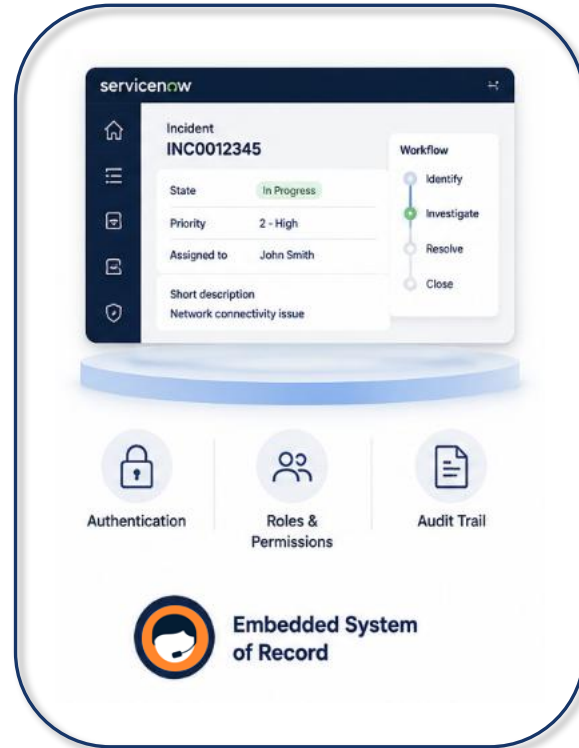 servicenow
Incident
INC0012345
State In Progress
Priority 2 - High
Assigned to John Smith
Short description
Network connectivity issue
Workflow
Identify
Investigate
Resolve
Close
Authentication
Roles &
Permissions
Audit Trail
Embedded System
of Record